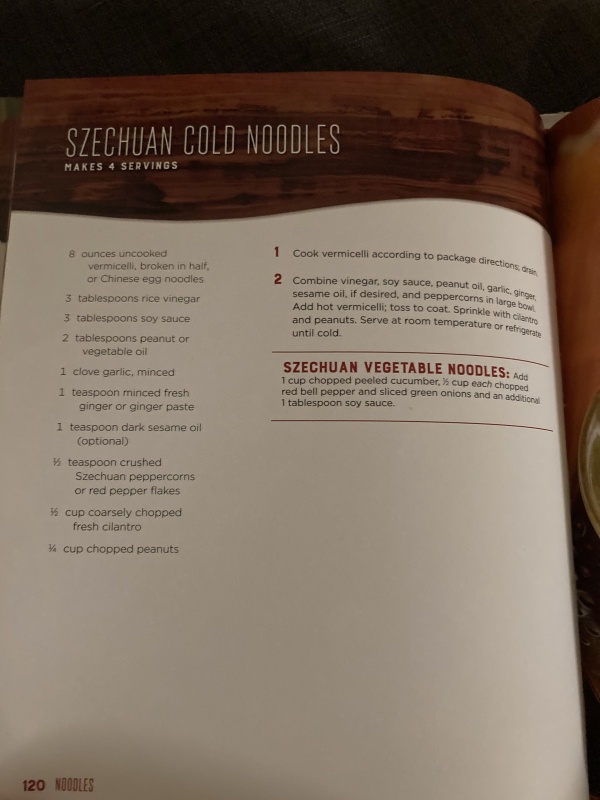 SZECHUAN COLD NOODLES
MAKES 4 SERVINGS
8 ounces uncooked
vermicelli, broken in half,
or Chinese egg noodles
3 tablespoons rice vinegar
3 tablespoons soy sauce
2 tablespoons peanut or
vegetable oil
1 clove garlic, minced
1 teaspoon minced fresh
ginger or ginger paste
1 teaspoon dark sesame oil
(optional)
½ teaspoon crushed
Szechuan peppercorns
or red pepper flakes
½ cup coarsely chopped
fresh cilantro
¼ cup chopped peanuts
1 Cook vermicelli according to package directions; drain.
2 Combine vinegar, soy sauce, peanut oil, garlic, ginger,
sesame oil, if desired, and peppercorns in large bowl.
Add hot vermicelli; toss to coat. Sprinkle with cilantro
and peanuts. Serve at room temperature or refrigerate
until cold.
SZECHUAN VEGETABLE NOODLES: Add
1 cup chopped peeled cucumber, ½ cup each chopped
red bell pepper and sliced green onions and an additional
1 tablespoon soy sauce.
120 NOODLES